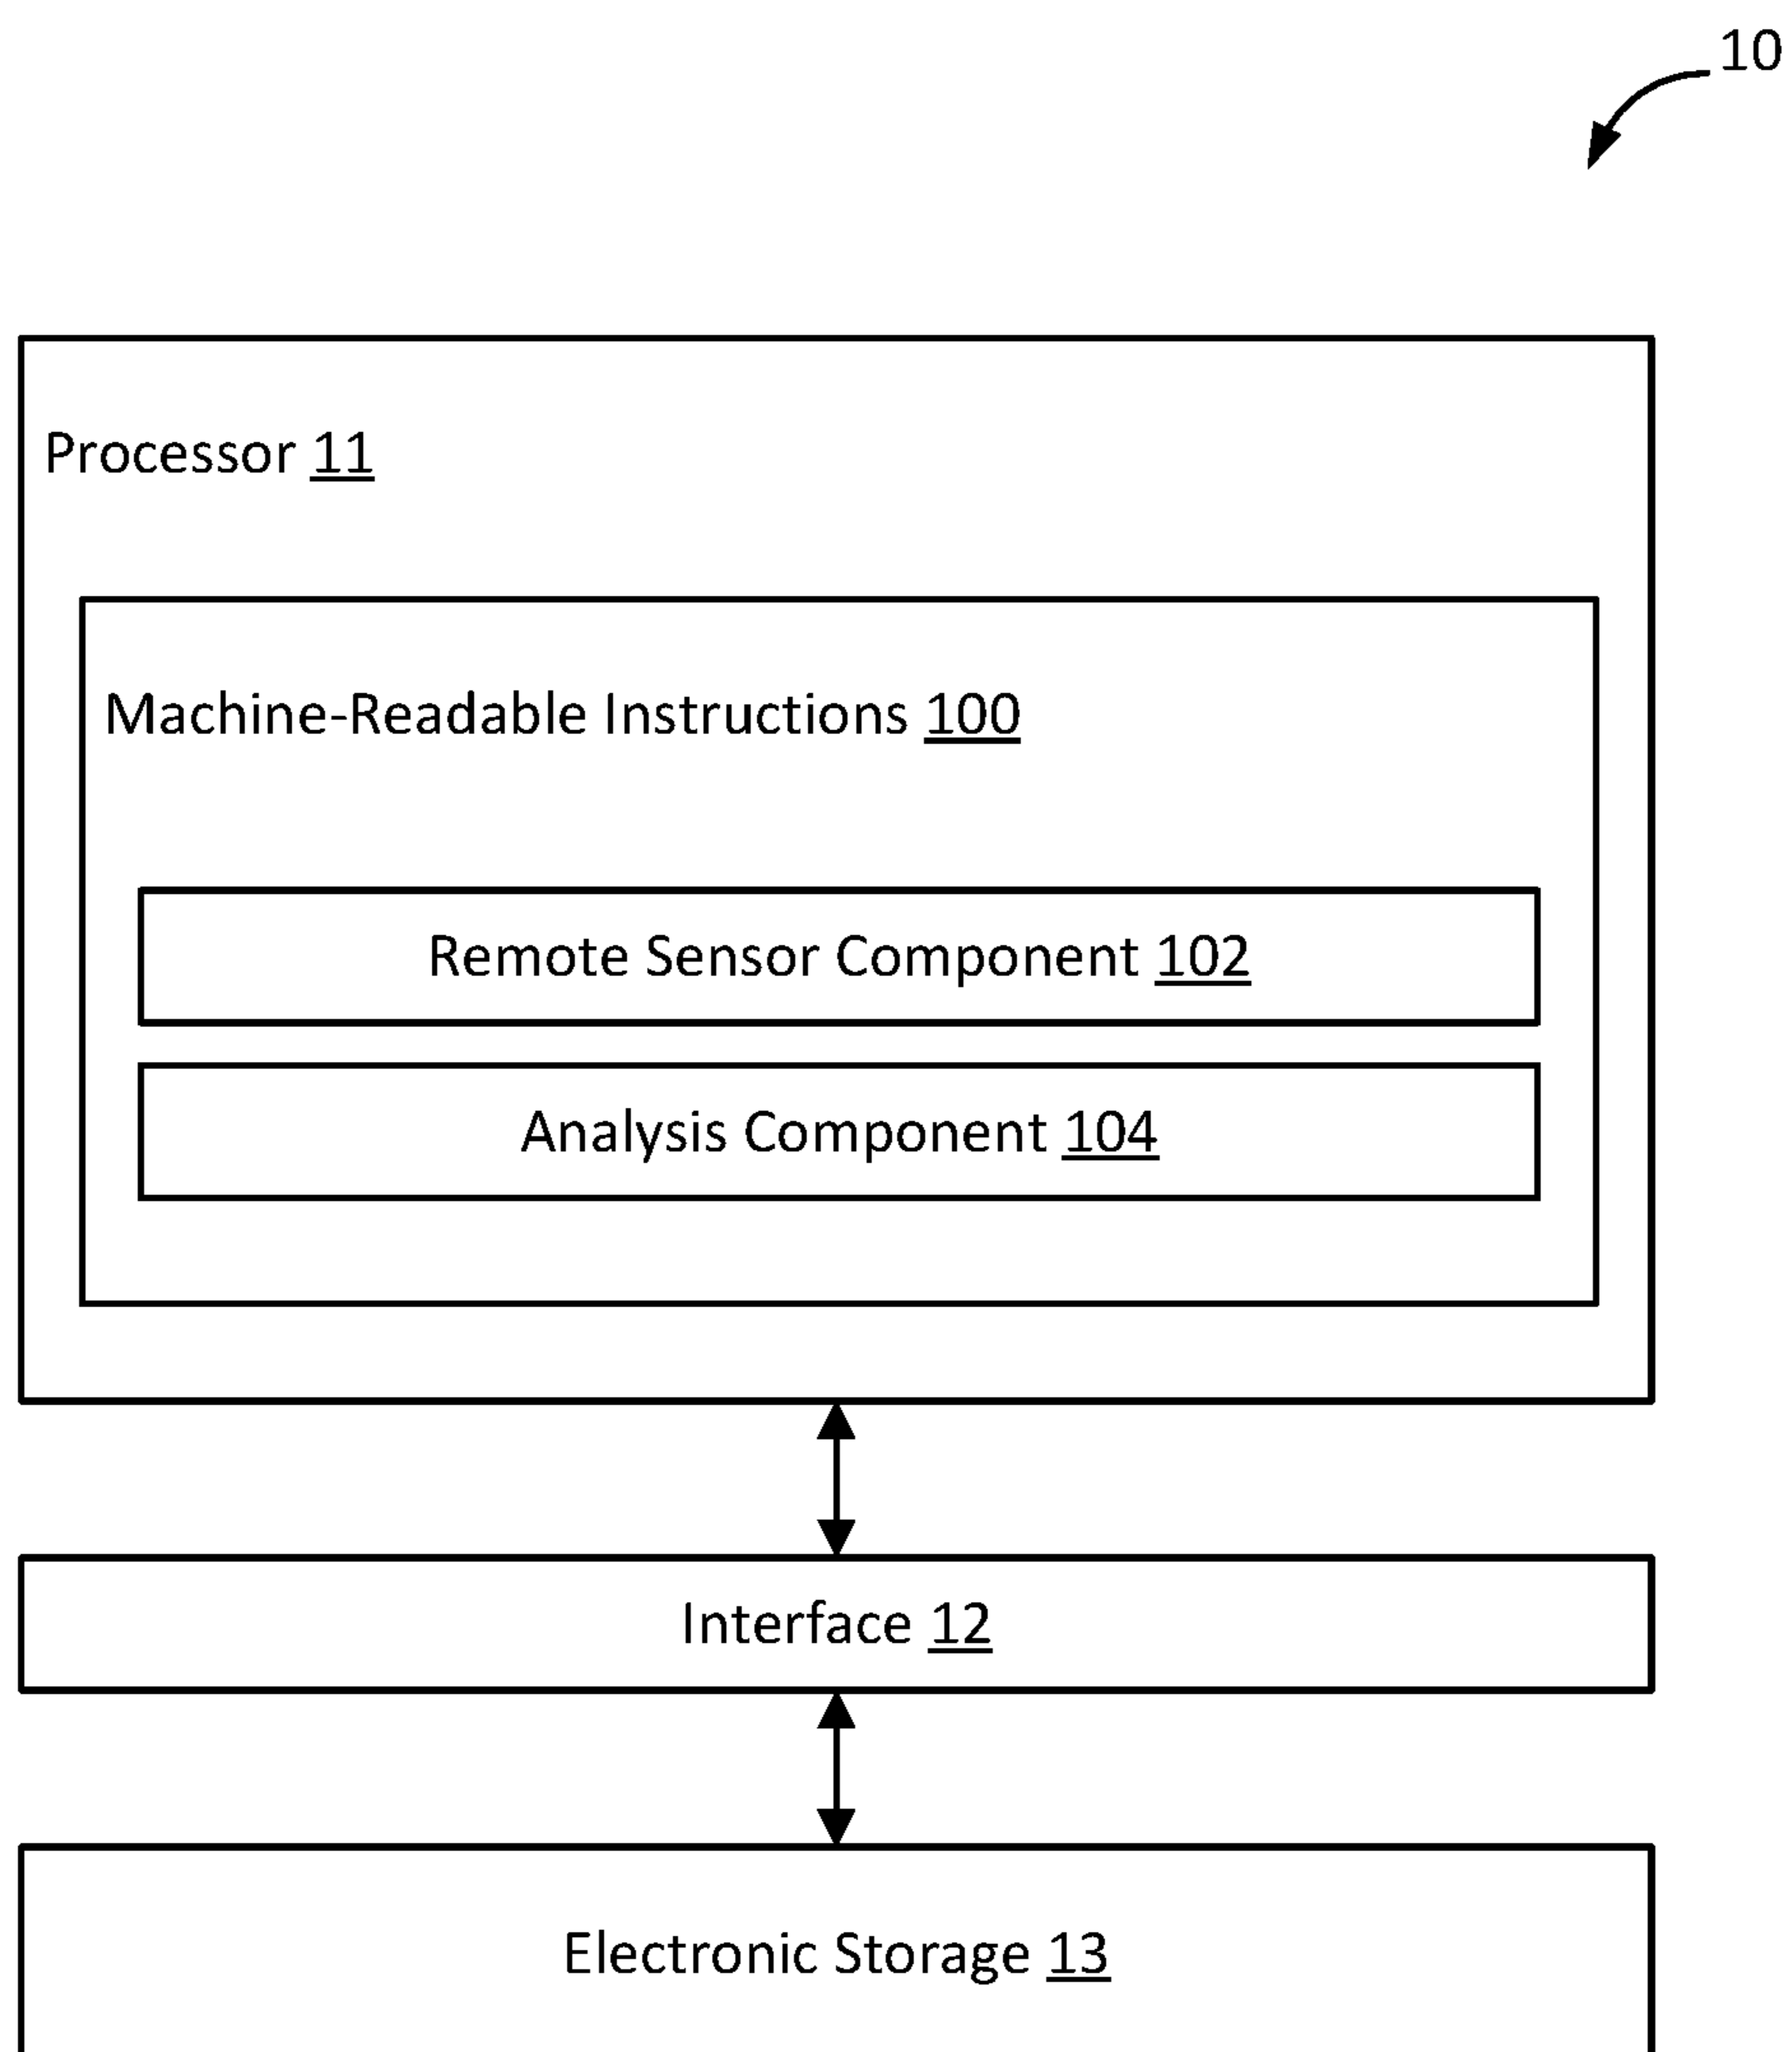 10
Processor 11
Machine-Readable Instructions 100
Remote Sensor Component 102
Analysis Component 104
Interface 12
Electronic Storage 13